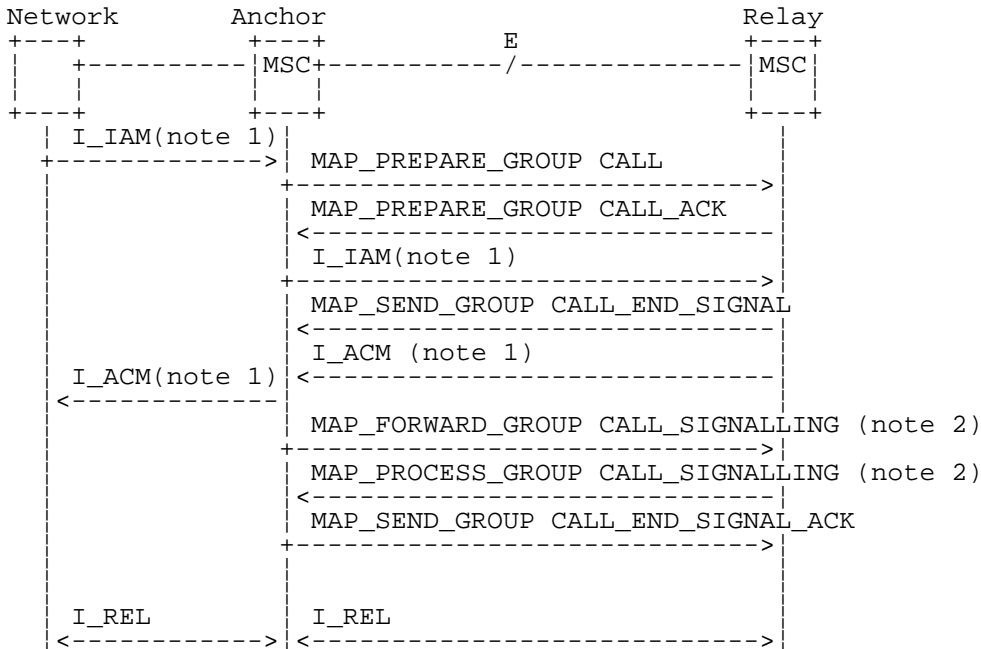 Network Anchor Relay
E
MSC MSC
I_IAM(note 1)
MAP_PREPARE_GROUP CALL
MAP_PREPARE_GROUP CALL_ACK
I_IAM(note 1)
MAP_SEND_GROUP CALL_END_SIGNAL
I_ACM (note 1)
I_ACM(note 1)
MAP_FORWARD_GROUP CALL_SIGNALLING (note 2)
MAP_PROCESS_GROUP CALL_SIGNALLING (note 2)
MAP_SEND_GROUP CALL_END_SIGNAL_ACK
I_REL I_REL